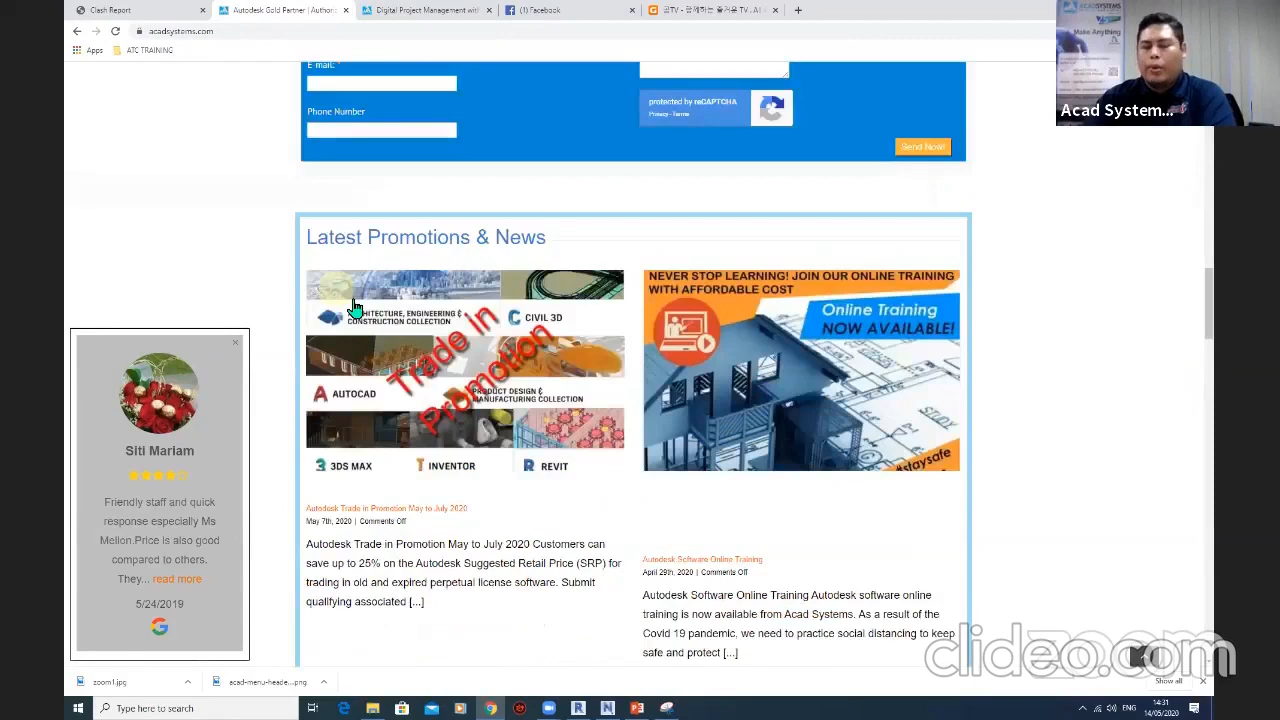 Clash Report
Autodesk Gold Partner | Author
Digital Project Management with
(1) Facebook
acadsystems.com
Apps
ATC TRAINING
ACADSYSTEMS
Make Anything
Acad System...
E-mail: *
Phone Number
protected by reCAPTCHA
Privacy - Terms
Send Now!
Latest Promotions & News
CHITECTURE, ENGINEERING &
CONSTRUCTION COLLECTION
CIVIL 3D
AUTOCAD
PRODUCT DESIGN &
MANUFACTURING COLLECTION
3DS MAX
INVENTOR
REVIT
Trade in
Promotion
NEVER STOP LEARNING! JOIN OUR ONLINE TRAINING
WITH AFFORDABLE COST
Online Training
NOW AVAILABLE!
STUDY
#staysafe
Siti Mariam
Friendly staff and quick
response especially Ms
Mellon.Price is also good
compared to others.
They... read more
5/24/2019
Autodesk Trade in Promotion May to July 2020
May 7th, 2020 | Comments Off
Autodesk Trade in Promotion May to July 2020 Customers can
save up to 25% on the Autodesk Suggested Retail Price (SRP) for
trading in old and expired perpetual license software. Submit
qualifying associated [...]
Autodesk Software Online Training
April 29th, 2020 | Comments Off
Autodesk Software Online Training Autodesk software online
training is now available from Acad Systems. As a result of the
Covid 19 pandemic, we need to practice social distancing to keep
safe and protect [...]
clideo.com
zoom
zoom1.jpg
acad-menu-heade....png
Show all
Type here to search
ENG
14:31
14/05/2020